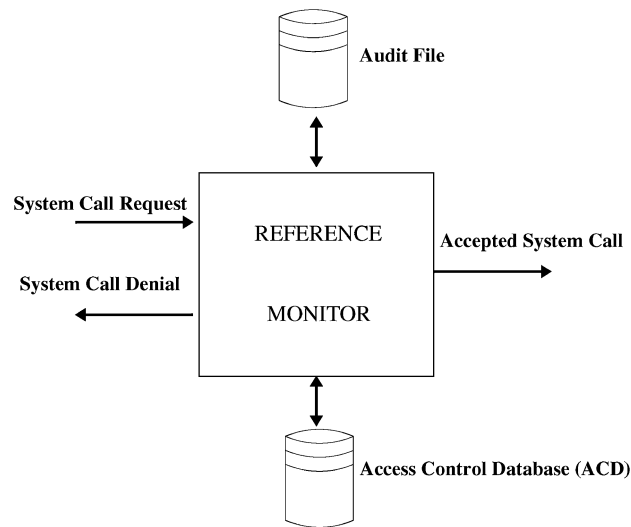 Audit File
System Call Request
REFERENCE
Accepted System Call
System Call Denial
MONITOR
Access Control Database (ACD)